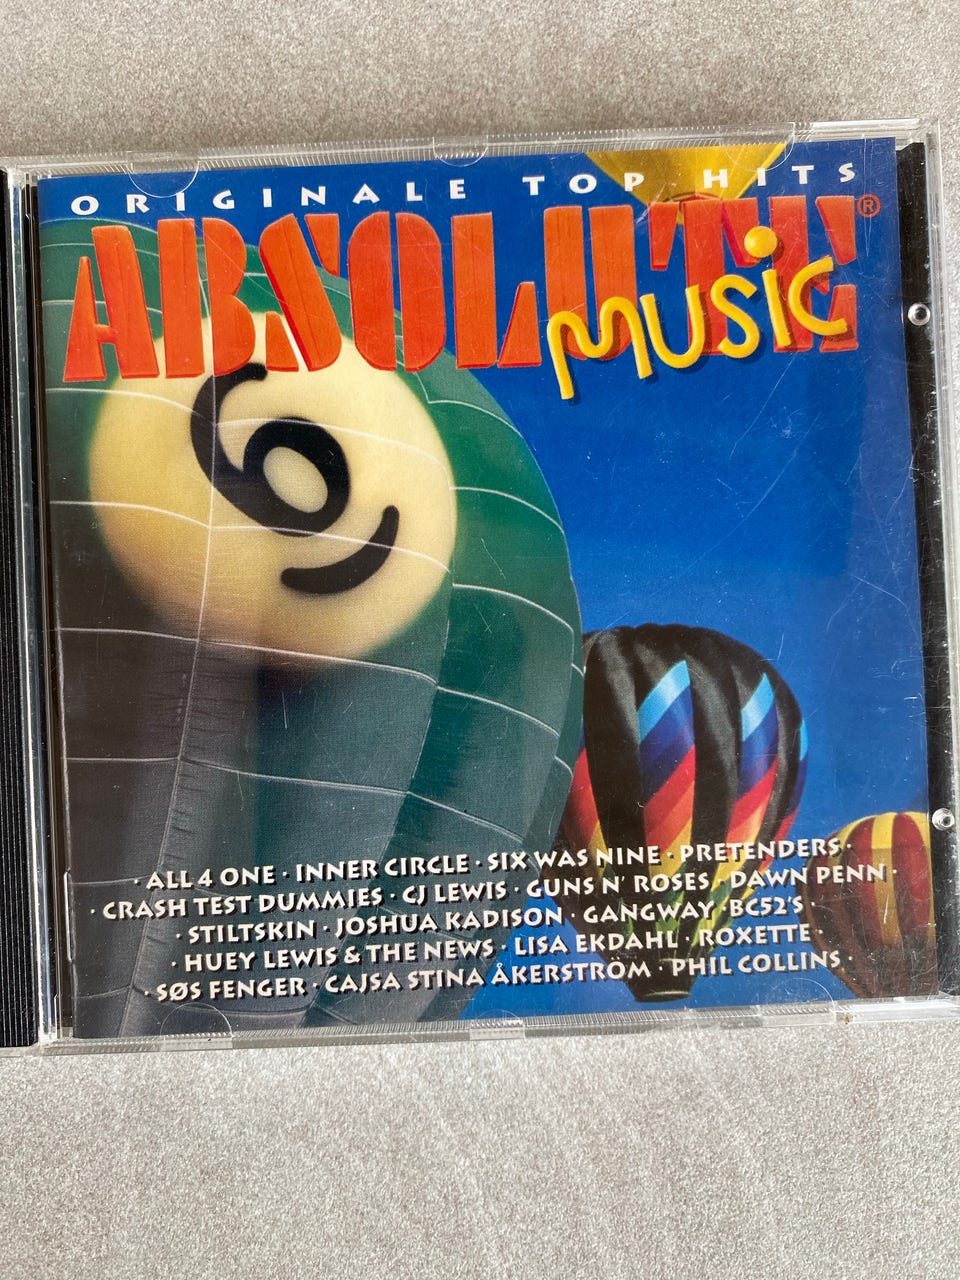 ORIGINALE TOP HITS
ABSOLUTE®
MUSIC
6
· ALL 4 ONE · INNER CIRCLE · SIX WAS NINE · PRETENDERS ·
· CRASH TEST DUMMIES · CJ LEWIS · GUNS N' ROSES · DAWN PENN ·
· STILTSKIN · JOSHUA KADISON · GANGWAY · BC52'S ·
· HUEY LEWIS & THE NEWS · LISA EKDAHL · ROXETTE ·
· SØS FENGER · CAJSA STINA ÅKERSTRÖM · PHIL COLLINS ·